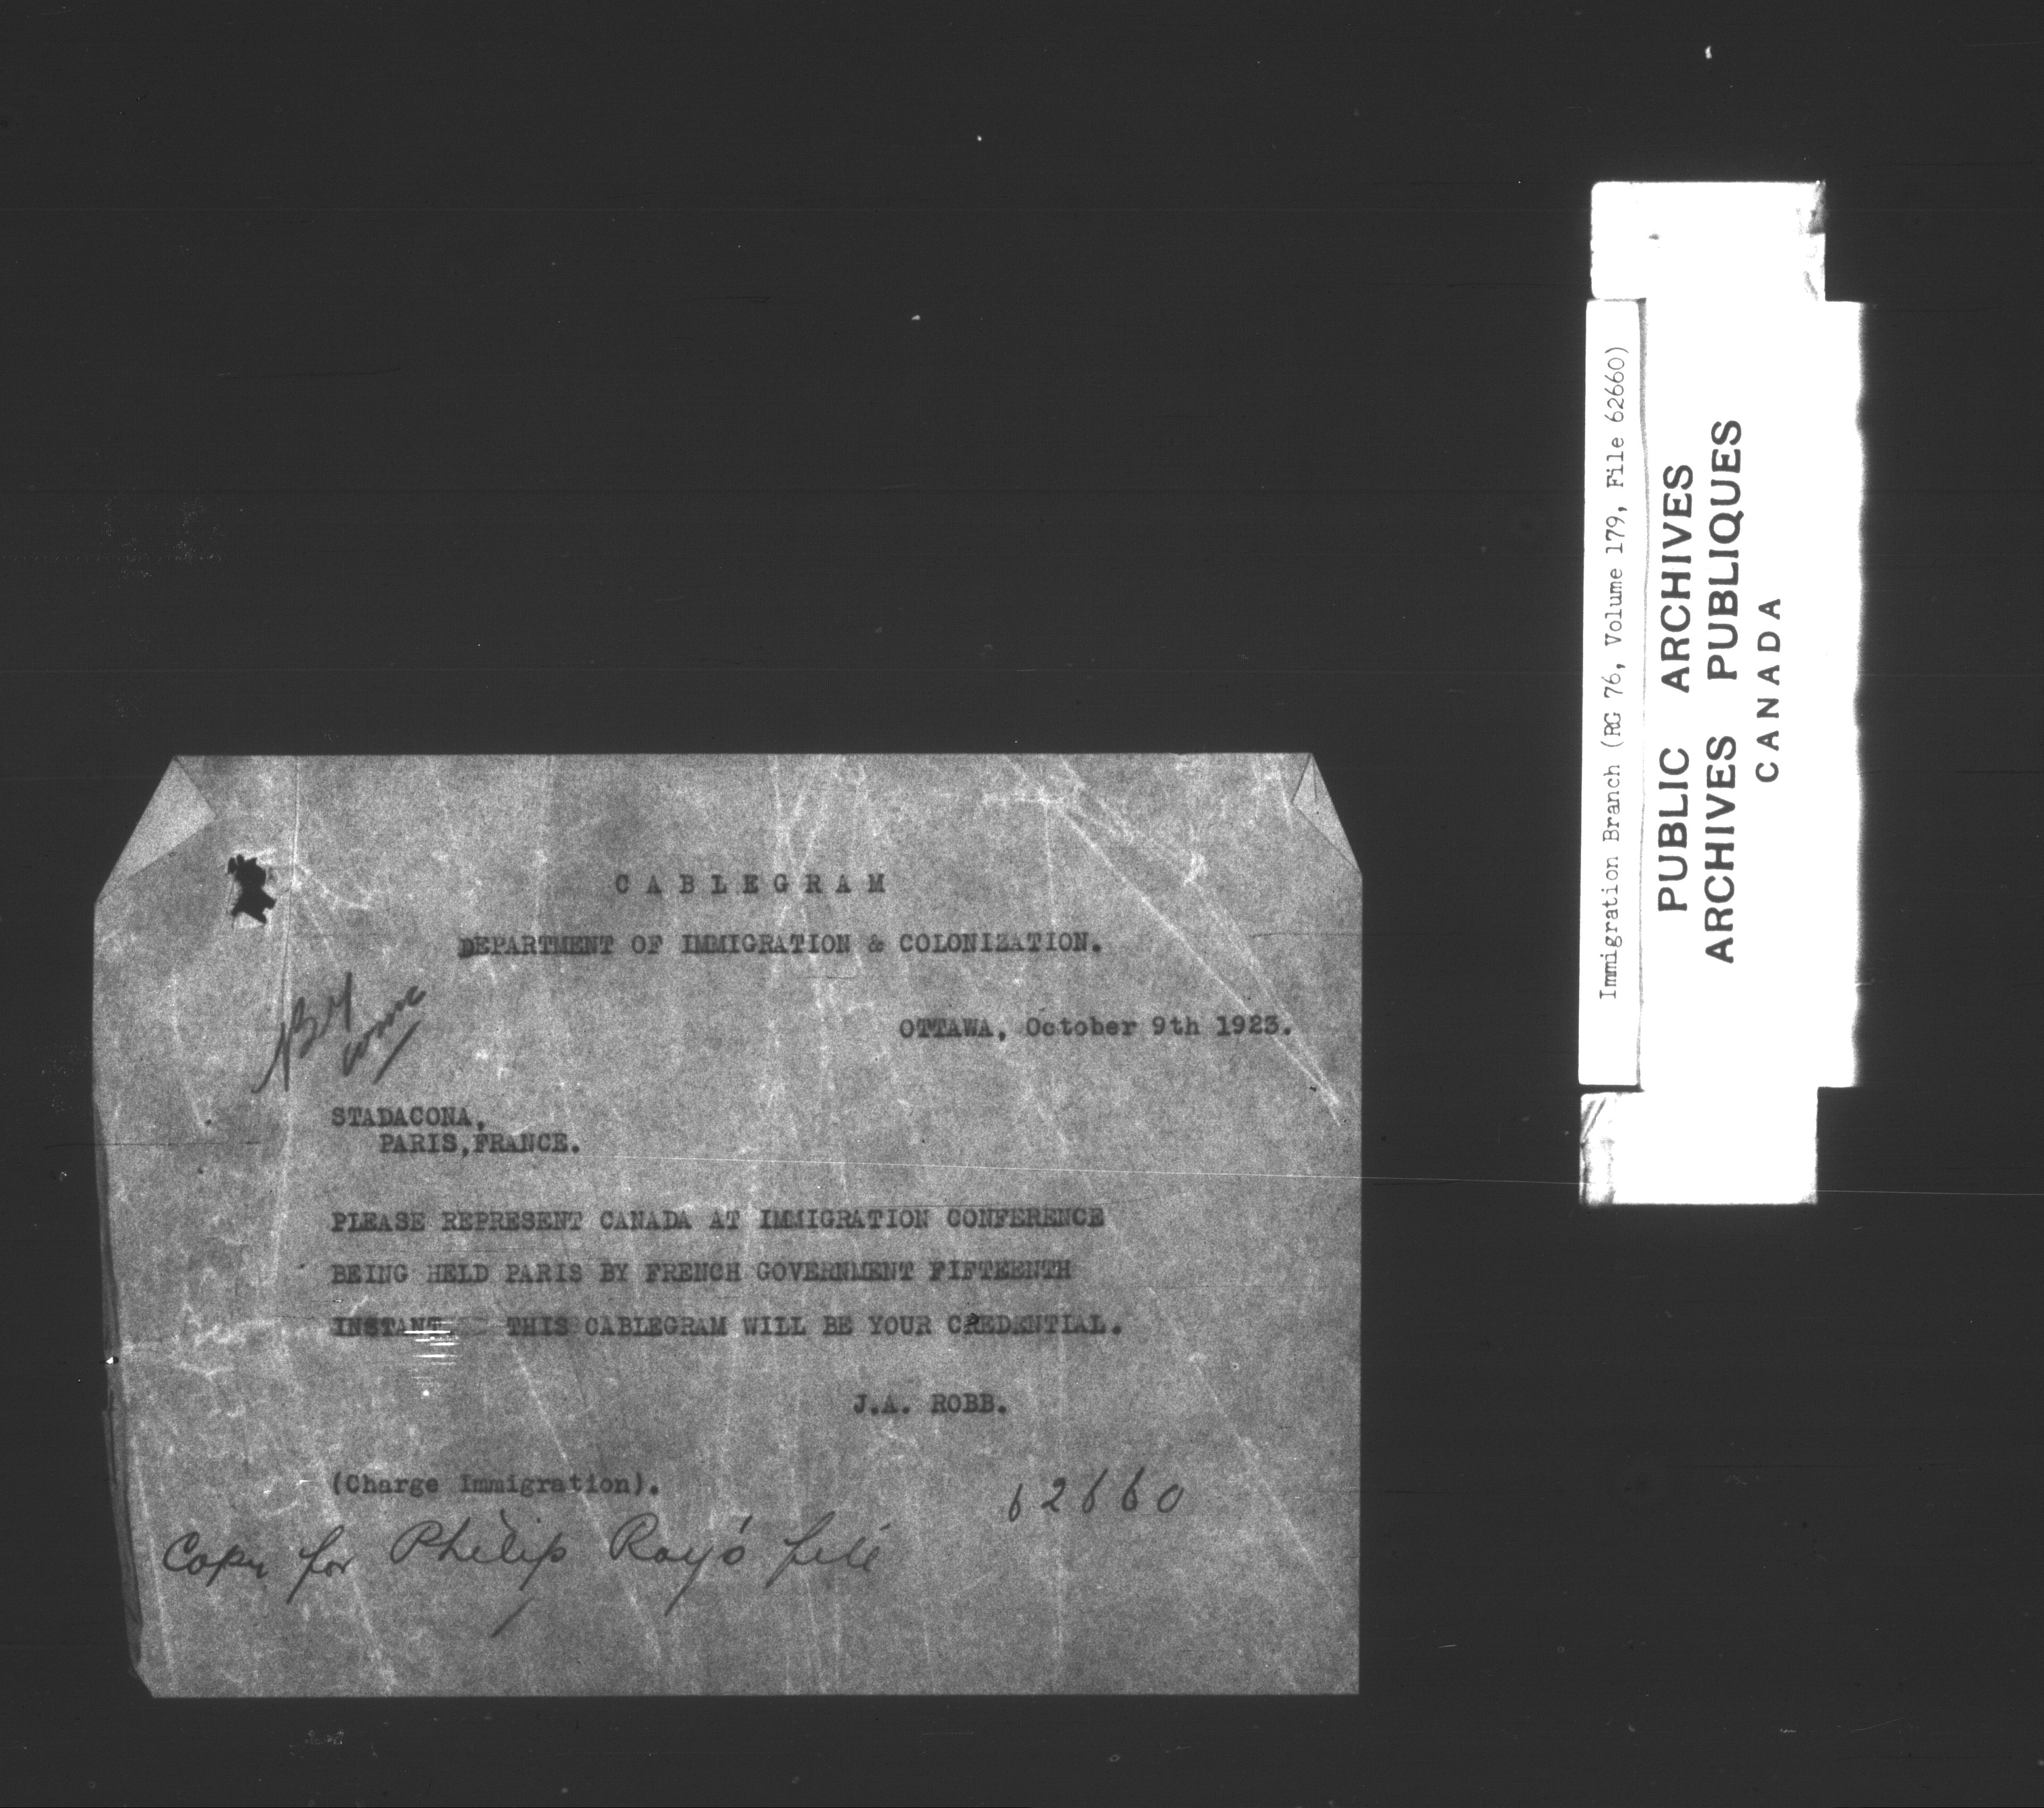 CABLEGRAM
DEPARTMENT OF IMMIGRATION & COLONIZATION.
OTTAWA, October 9th 1923.
STADACONA,
PARIS, FRANCE.
PLEASE REPRESENT CANADA AT IMMIGRATION CONFERENCE
BEING HELD PARIS BY FRENCH GOVERNMENT FIFTEENTH
INSTANT THIS CABLEGRAM WILL BE YOUR CREDENTIAL.
J.A. ROBB.
(Charge Immigration).
62660
Copy for Philip Roy's file
Immigration Branch (RG 76, Volume 179, File 62660)
PUBLIC ARCHIVES
ARCHIVES PUBLIQUES
CANADA